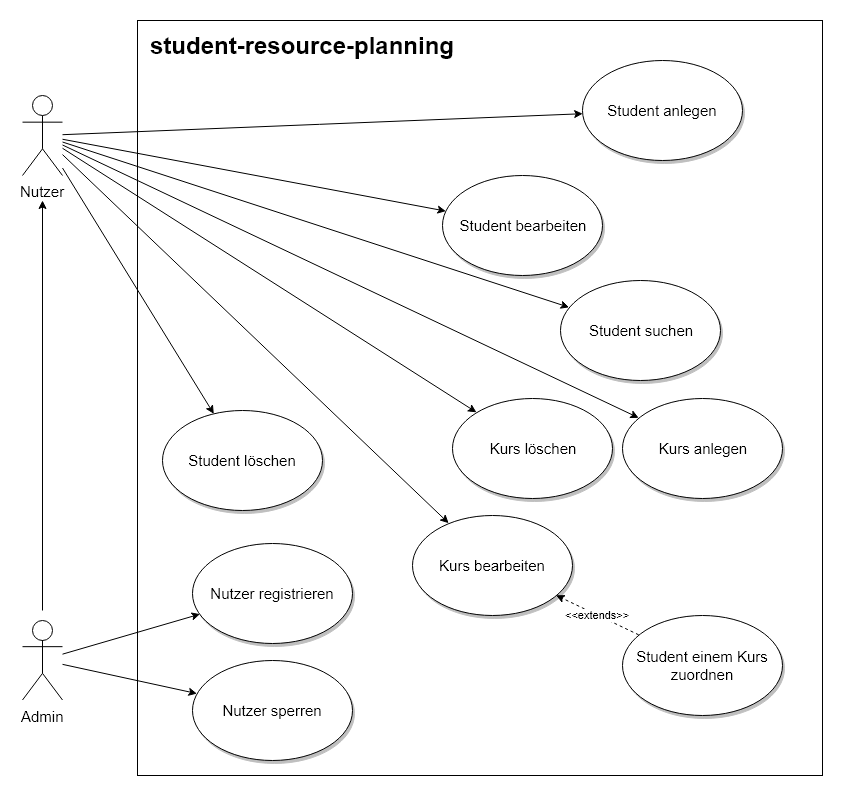 student-resource-planning
Student anlegen
Nutzer
Student bearbeiten
Student suchen
Kurs löschen
Kurs anlegen
Student löschen
Kurs bearbeiten
Nutzer registrieren
<<extends>>
Student einem Kurs
zuordnen
Admin
Nutzer sperren